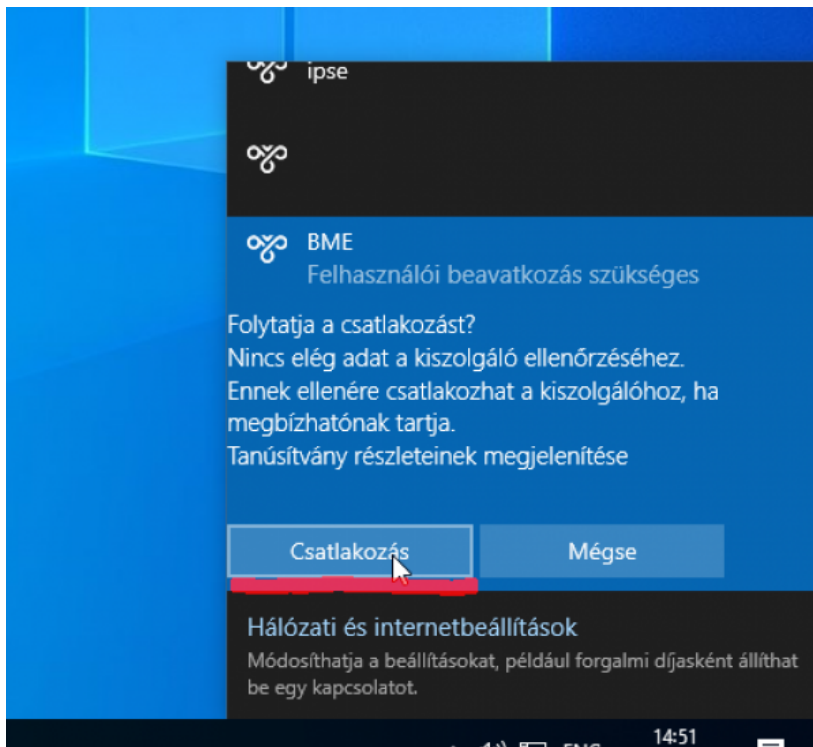 ipse
BME
Felhasználói beavatkozás szükséges
Folytatja a csatlakozást?
Nincs elég adat a kiszolgáló ellenőrzéséhez.
Ennek ellenére csatlakozhat a kiszolgálóhoz, ha
megbízhatónak tartja.
Tanúsítvány részleteinek megjelenítése
Csatlakozás Mégse
Hálózati és internetbeállítások
Módosíthatja a beállításokat, például forgalmi díjasként állíthat
be egy kapcsolatot.
14:51